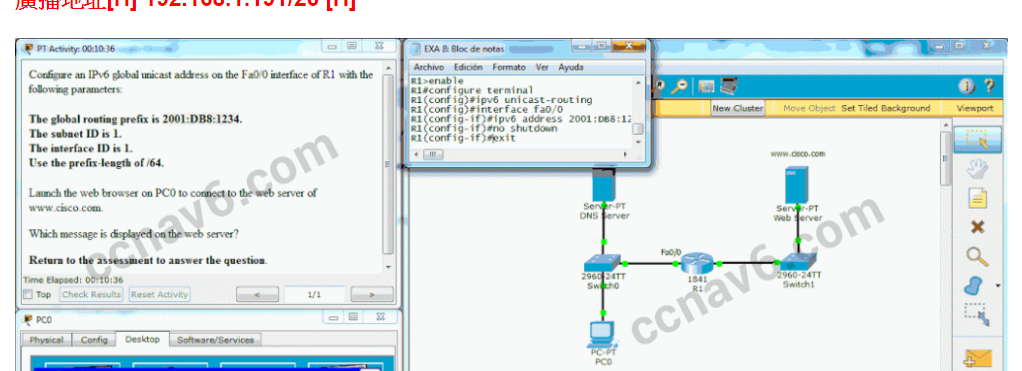 廣播地址[H] 192.168.1.191/26 [H]
PT Activity: 00:10:36
Configure an IPv6 global unicast address on the Fa0/0 interface of R1 with the
following parameters:
The global routing prefix is 2001:DB8:1234.
The subnet ID is 1.
The interface ID is 1.
Use the prefix-length of /64.
Launch the web browser on PC0 to connect to the web server of
www.cisco.com.
Which message is displayed on the web server?
Return to the assessment to answer the question.
Time Elapsed: 00:10:36
Top Check Results Reset Activity < 1/1 >
PC0
Physical Config Desktop Software/Services
EXA 8: Bloc de notas
Archivo Edición Formato Ver Ayuda
R1>enable
R1#configure terminal
R1(config)#ipv6 unicast-routing
R1(config)#interface fa0/0
R1(config-if)#ipv6 address 2001:DB8:12
R1(config-if)#no shutdown
R1(config-if)#exit
New Cluster Move Object Set Tiled Background Viewport
www.cisco.com
Server-PT
DNS Server
Server-PT
Web Server
Fa0/0
2960-24TT
Switch0
1841
R1
2960-24TT
Switch1
PC-PT
PC0
ccnav6.com
ccnav6.com